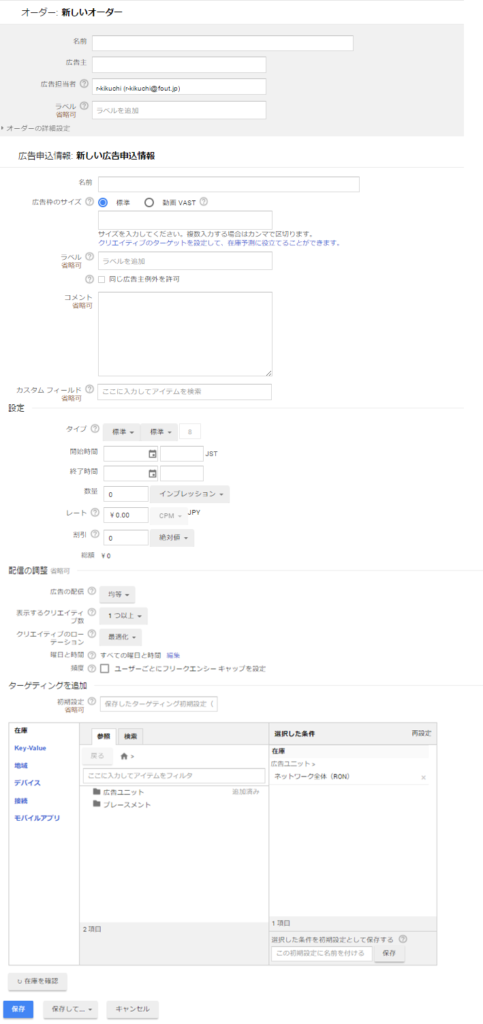 オーダー: 新しいオーダー
名前
広告主
広告担当者
r-kikuchi (r-kikuchi@fout.jp)
ラベル
省略可
ラベルを追加
オーダーの詳細設定
広告申込情報: 新しい広告申込情報
名前
広告枠のサイズ 標準 動画 VAST
サイズを入力してください。複数入力する場合はカンマで区切ります。
クリエイティブのターゲットを設定して、在庫予測に役立てることができます。
ラベル
省略可
ラベルを追加
同じ広告主例外を許可
コメント
省略可
カスタム フィールド
省略可
ここに入力してアイテムを検索
設定
タイプ 標準 標準 8
開始時間 JST
終了時間
数量 0 インプレッション
レート ¥ 0.00 CPM JPY
割引 0 絶対値
総額 ¥ 0
配信の調整 省略可
広告の配信 均等
表示するクリエイティブ数 1 つ以上
クリエイティブのローテーション 最適化
曜日と時間 すべての曜日と時間 編集
頻度 ユーザーごとにフリークエンシー キャップを設定
ターゲティングを追加
初期設定
省略可
保存したターゲティング初期設定（
在庫
Key-Value
地域
デバイス
接続
モバイルアプリ
参照 検索
戻る >
ここに入力してアイテムをフィルタ
広告ユニット 追加済み
プレースメント
2 項目
選択した条件 再設定
在庫
広告ユニット >
ネットワーク全体（RON） x
1 項目
選択した条件を初期設定として保存する
この初期設定に名前を付ける 保存
在庫を確認
保存 保存して... キャンセル